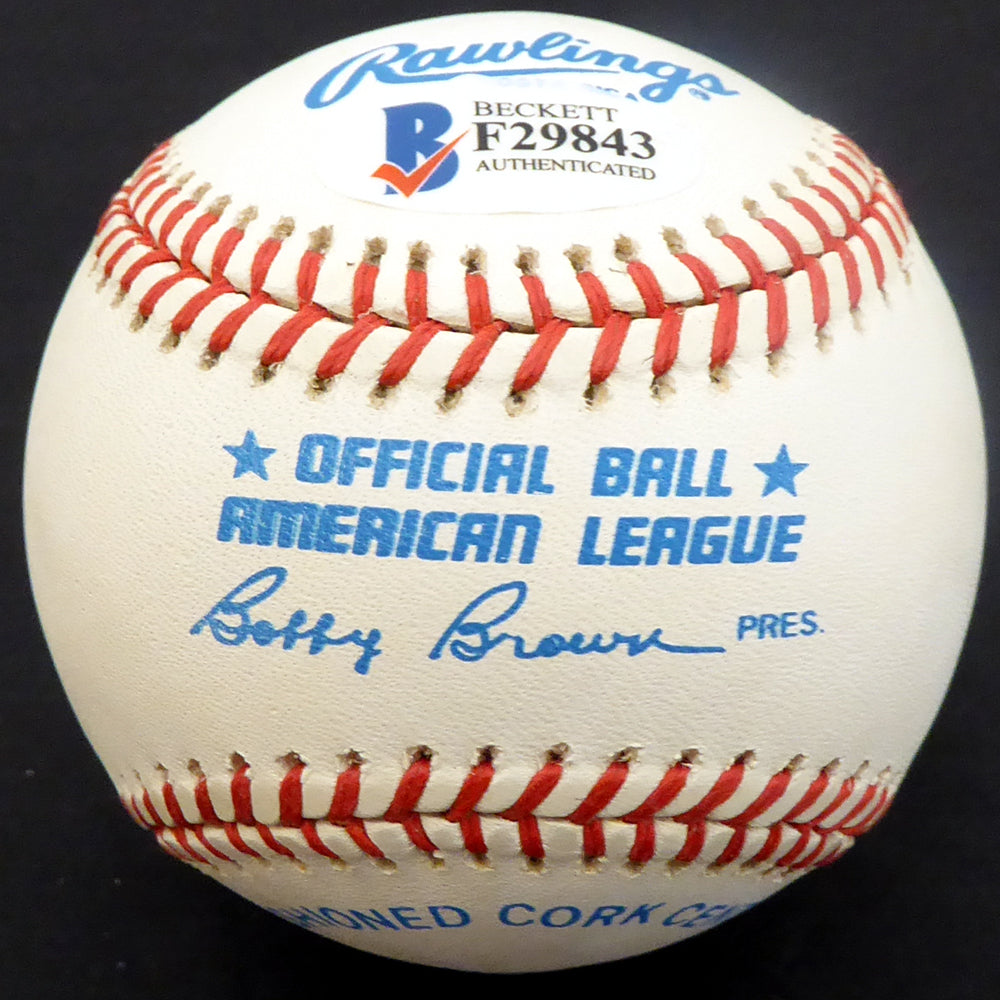 Rawlings®
B BECKETT
F29843
AUTHENTICATED
★ OFFICIAL BALL ★
AMERICAN LEAGUE
Bobby Brown PRES.
HIONED CORK CEN